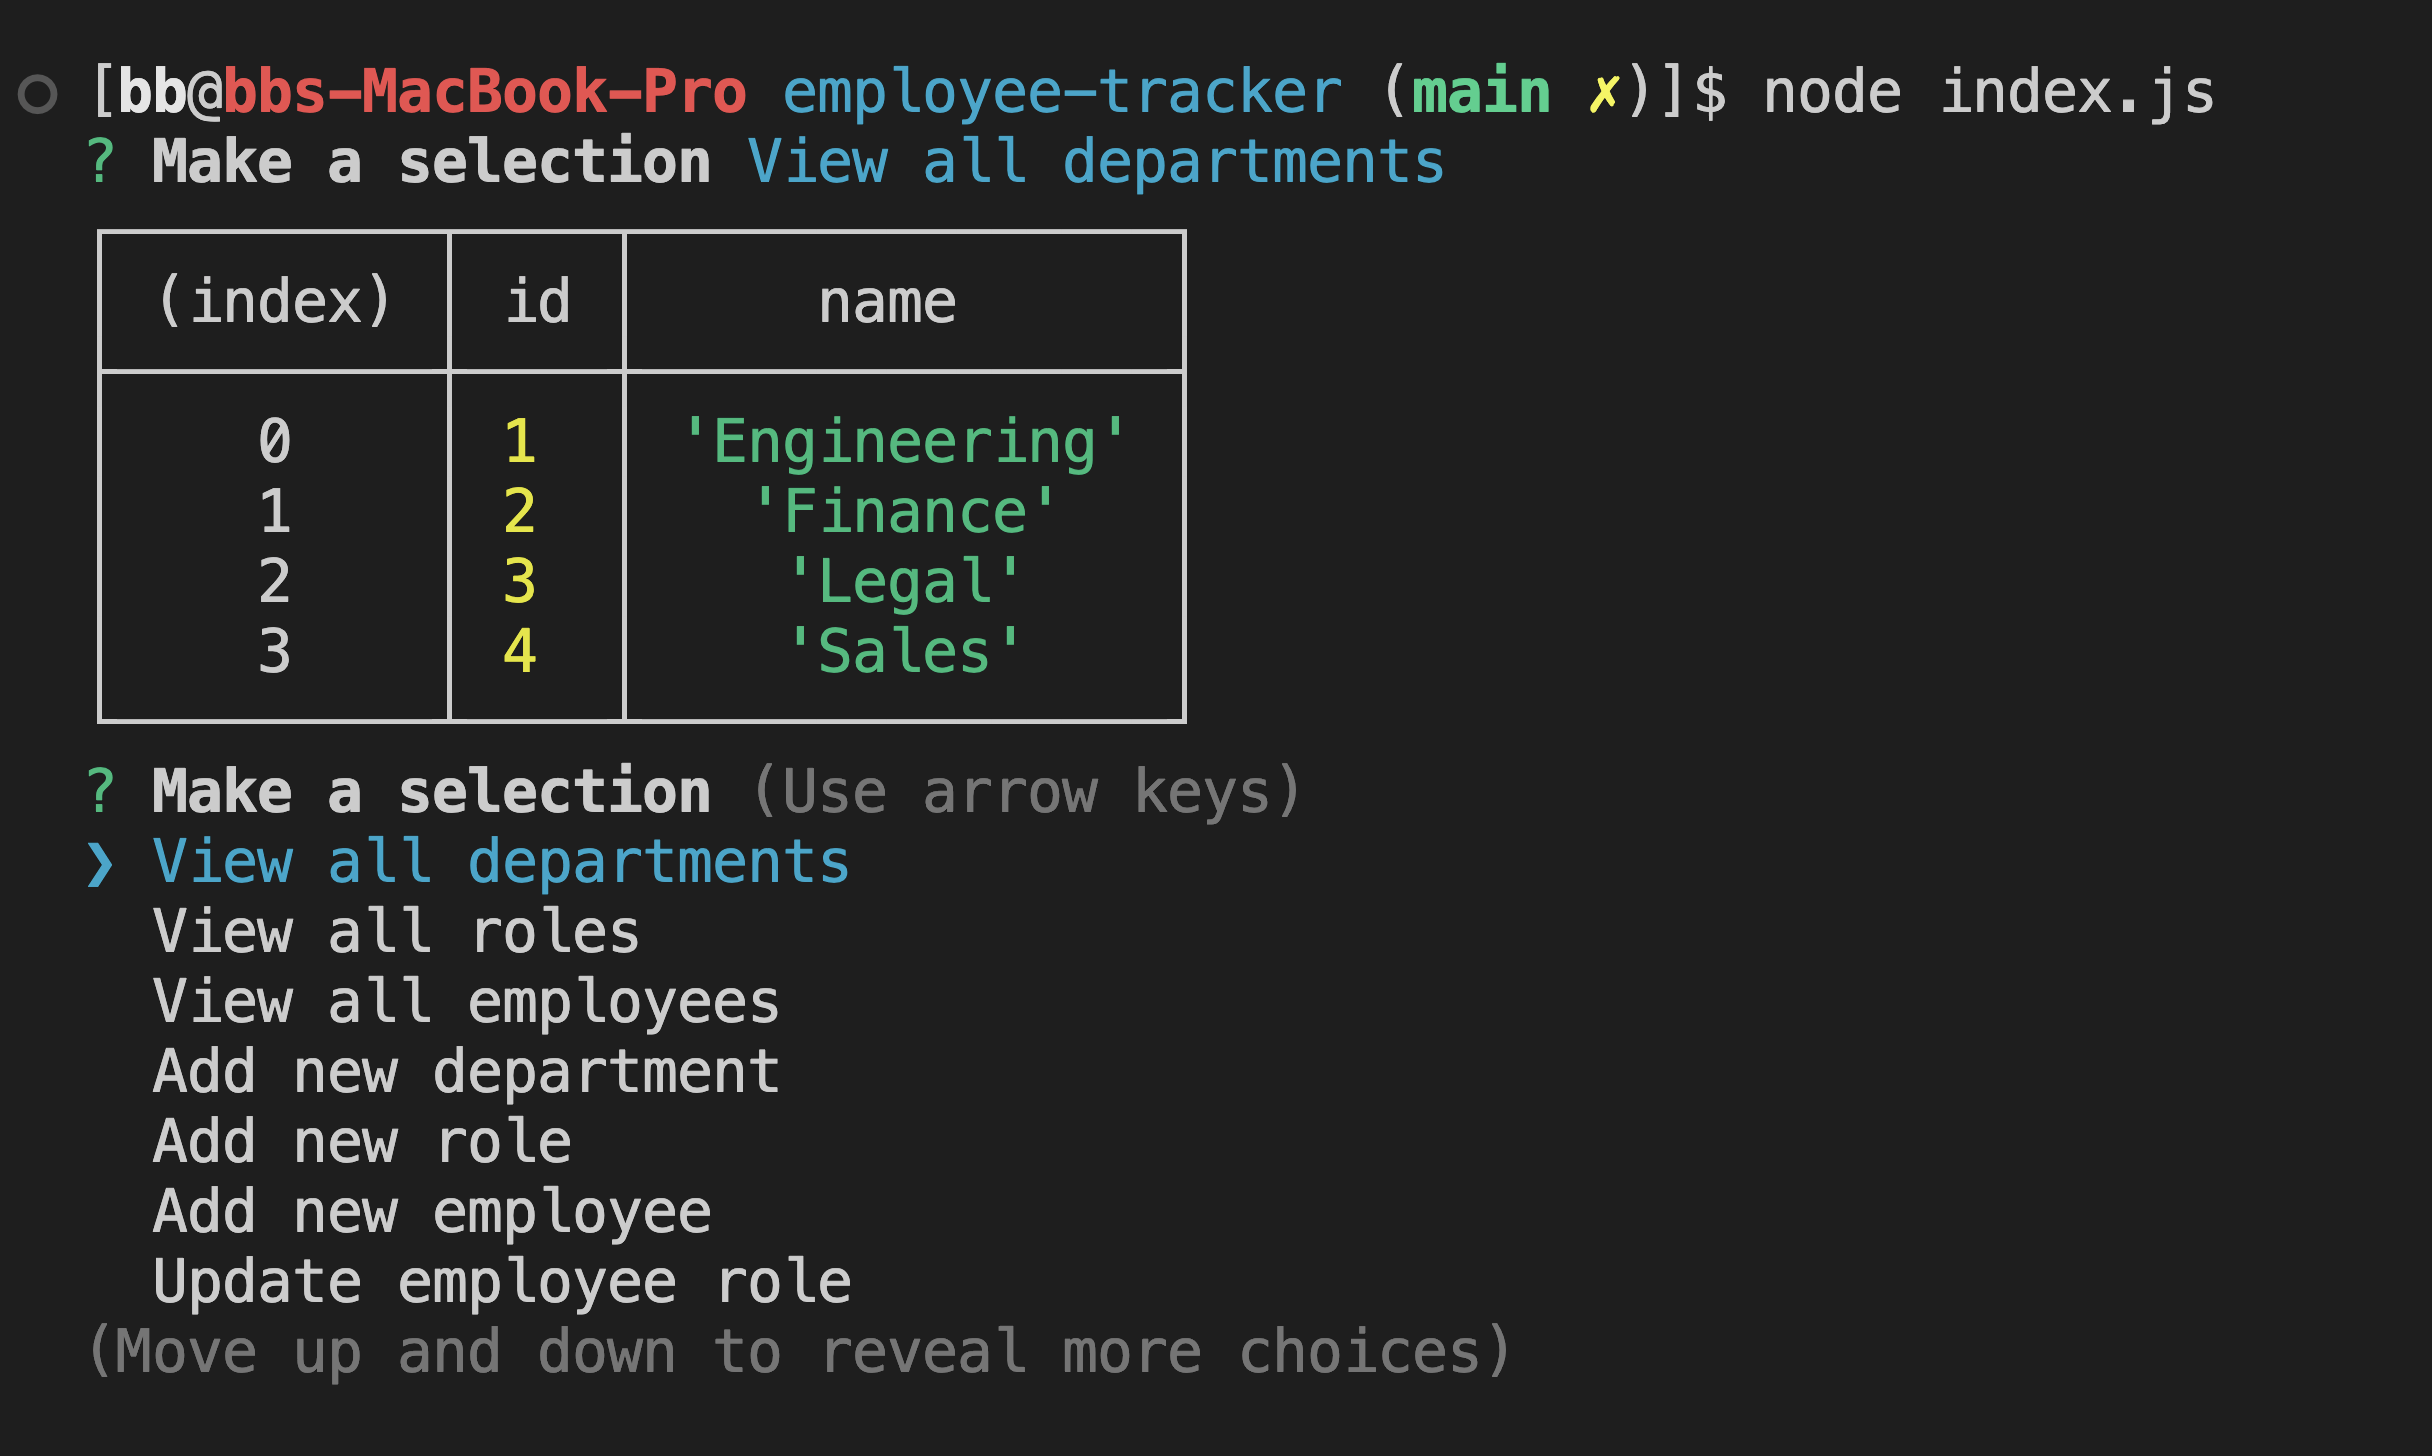 [bb@bbs-MacBook-Pro employee-tracker (main ✗)]$ node index.js
? Make a selection View all departments
(index) id name
0 1 'Engineering'
1 2 'Finance'
2 3 'Legal'
3 4 'Sales'
? Make a selection (Use arrow keys)
❯ View all departments
View all roles
View all employees
Add new department
Add new role
Add new employee
Update employee role
(Move up and down to reveal more choices)